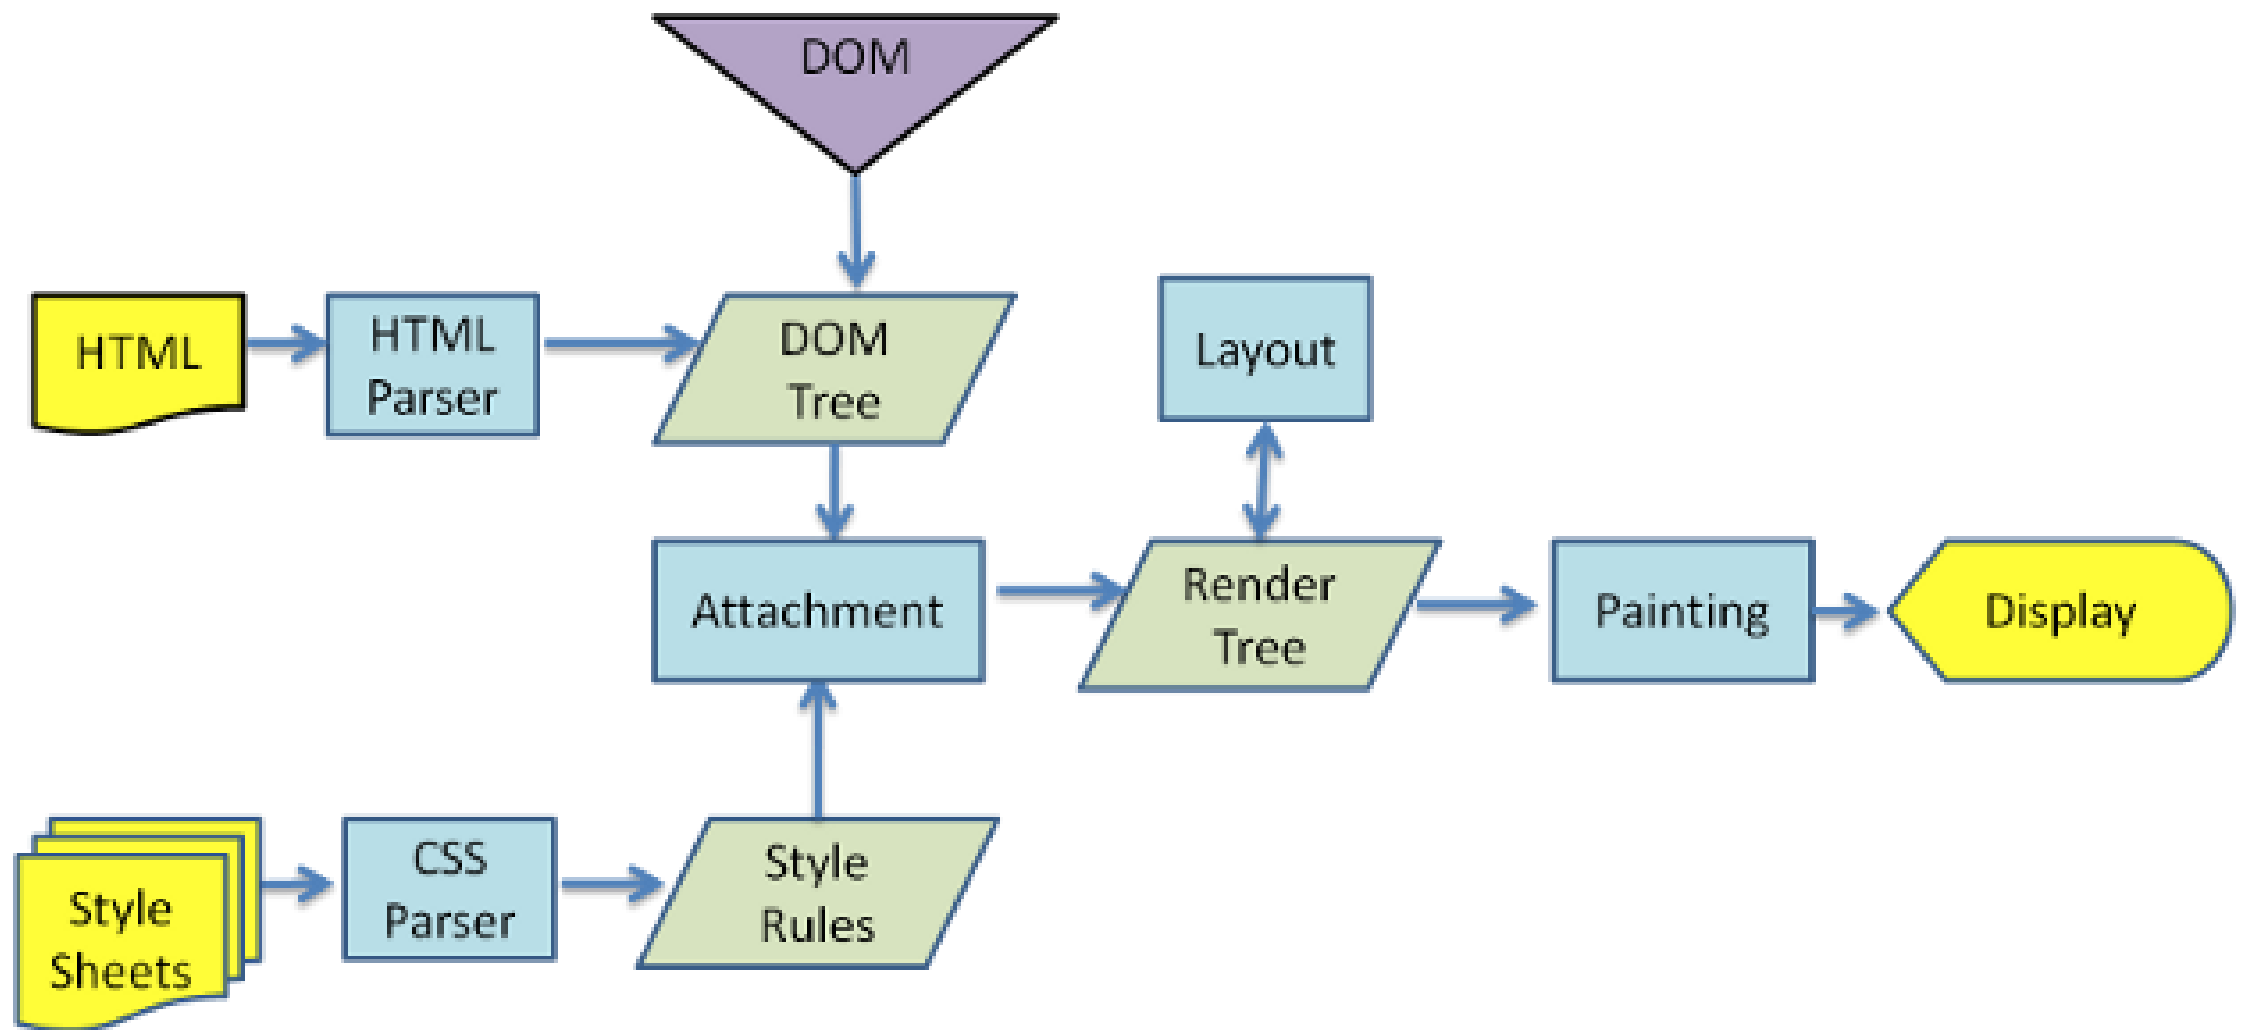 DOM
HTML
HTML
Parser
DOM
Tree
Layout
Attachment
Render
Tree
Painting
Display
Style
Sheets
CSS
Parser
Style
Rules